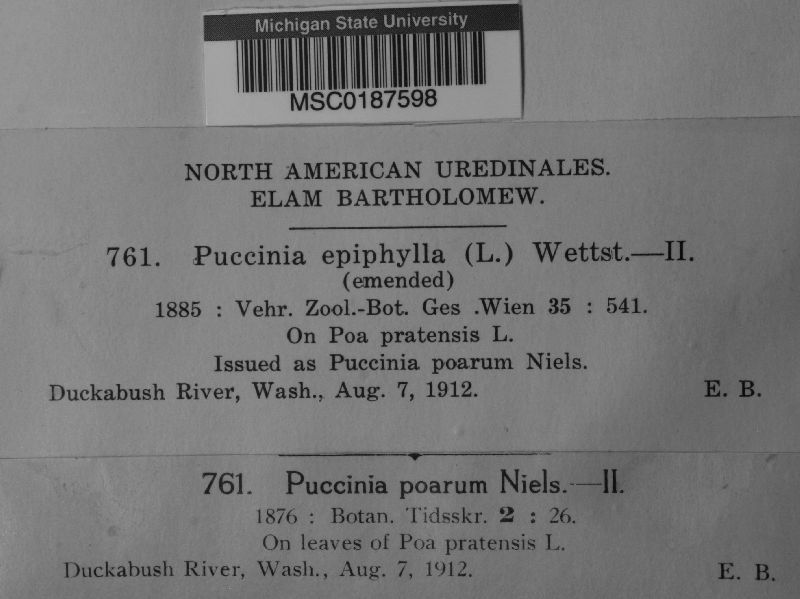 Michigan State University
MSC0187598
NORTH AMERICAN UREDINALES.
ELAM BARTHOLOMEW.
761. Puccinia epiphylla (L.) Wettst.—II.
(emended)
1885 : Vehr. Zool.-Bot. Ges .Wien 35 : 541.
On Poa pratensis L.
Issued as Puccinia poarum Niels.
Duckabush River, Wash., Aug. 7, 1912. E. B.
761. Puccinia poarum Niels.—II.
1876 : Botan. Tidsskr. 2 : 26.
On leaves of Poa pratensis L.
Duckabush River, Wash., Aug. 7, 1912. E. B.